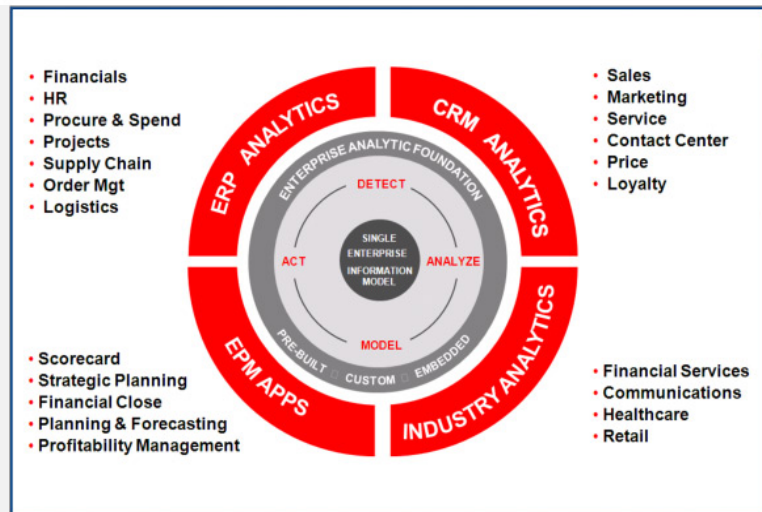 • Financials
• HR
• Procure & Spend
• Projects
• Supply Chain
• Order Mgt
• Logistics
• Sales
• Marketing
• Service
• Contact Center
• Price
• Loyalty
ERP ANALYTICS
CRM ANALYTICS
ENTERPRISE ANALYTIC FOUNDATION
DETECT
SINGLE
ENTERPRISE
INFORMATION
MODEL
ACT
ANALYZE
MODEL
PRE-BUILT □ CUSTOM □ EMBEDDED
EPM APPS
INDUSTRY ANALYTICS
• Scorecard
• Strategic Planning
• Financial Close
• Planning & Forecasting
• Profitability Management
• Financial Services
• Communications
• Healthcare
• Retail